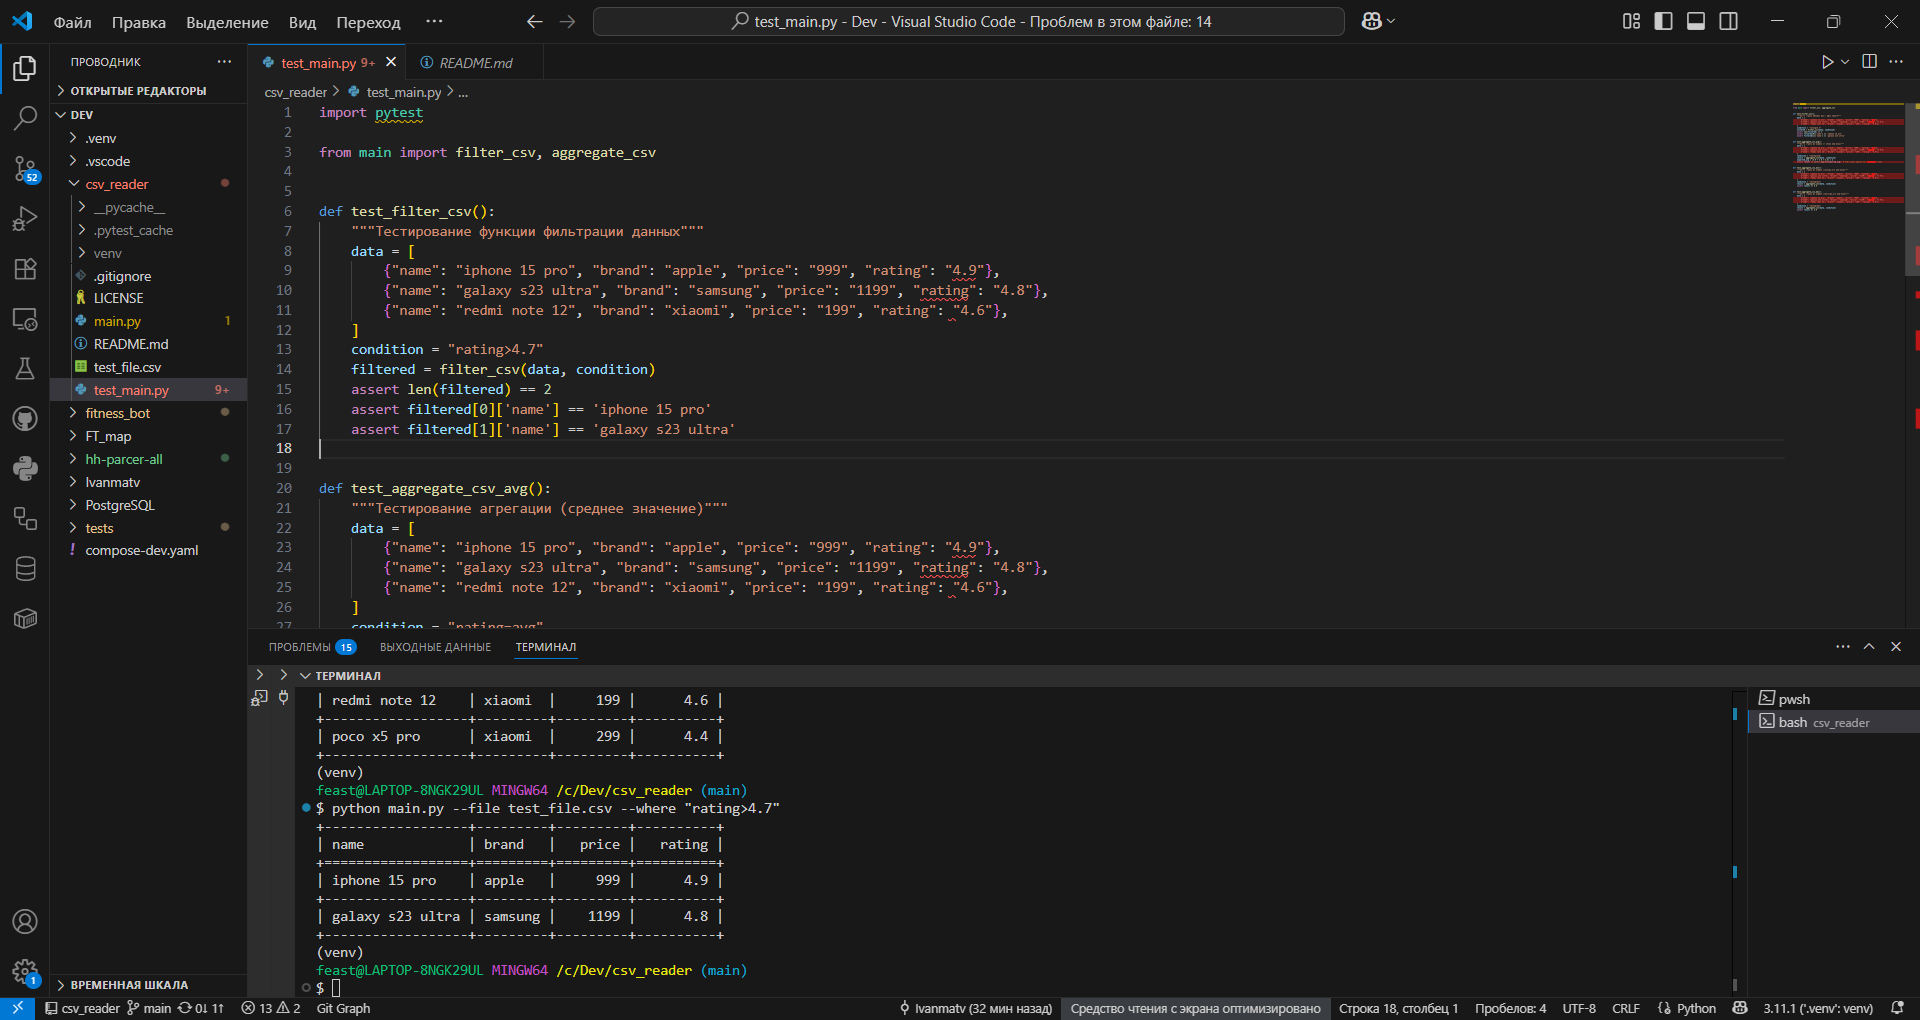 Файл Правка Выделение Вид Переход ···
test_main.py - Dev - Visual Studio Code - Проблем в этом файле: 14
ПРОВОДНИК ···
ОТКРЫТЫЕ РЕДАКТОРЫ
DEV
.venv
.vscode
52
csv_reader
__pycache__
.pytest_cache
venv
.gitignore
LICENSE
main.py 1
README.md
test_file.csv
test_main.py 9+
fitness_bot
FT_map
hh-parcer-all
Ivanmatv
PostgreSQL
tests
! compose-dev.yaml
1
ВРЕМЕННАЯ ШКАЛА
test_main.py 9+ README.md
csv_reader > test_main.py > ...
1 import pytest
2
3 from main import filter_csv, aggregate_csv
4
5
6 def test_filter_csv():
7 """Тестирование функции фильтрации данных"""
8 data = [
9 {"name": "iphone 15 pro", "brand": "apple", "price": "999", "rating": "4.9"},
10 {"name": "galaxy s23 ultra", "brand": "samsung", "price": "1199", "rating": "4.8"},
11 {"name": "redmi note 12", "brand": "xiaomi", "price": "199", "rating": "4.6"},
12 ]
13 condition = "rating>4.7"
14 filtered = filter_csv(data, condition)
15 assert len(filtered) == 2
16 assert filtered[0]['name'] == 'iphone 15 pro'
17 assert filtered[1]['name'] == 'galaxy s23 ultra'
18
19
20 def test_aggregate_csv_avg():
21 """Тестирование агрегации (среднее значение)"""
22 data = [
23 {"name": "iphone 15 pro", "brand": "apple", "price": "999", "rating": "4.9"},
24 {"name": "galaxy s23 ultra", "brand": "samsung", "price": "1199", "rating": "4.8"},
25 {"name": "redmi note 12", "brand": "xiaomi", "price": "199", "rating": "4.6"},
26 ]
27 condition = "rating=avg"
ПРОБЛЕМЫ 15 ВЫХОДНЫЕ ДАННЫЕ ТЕРМИНАЛ
ТЕРМИНАЛ
| redmi note 12 | xiaomi | 199 | 4.6 |
+------------------+---------+---------+----------+
| poco x5 pro | xiaomi | 299 | 4.4 |
+------------------+---------+---------+----------+
(venv)
feast@LAPTOP-8NGK29UL MINGW64 /c/Dev/csv_reader (main)
$ python main.py --file test_file.csv --where "rating>4.7"
+------------------+---------+---------+----------+
| name | brand | price | rating |
+==================+=========+=========+==========+
| iphone 15 pro | apple | 999 | 4.9 |
+------------------+---------+---------+----------+
| galaxy s23 ultra | samsung | 1199 | 4.8 |
+------------------+---------+---------+----------+
(venv)
feast@LAPTOP-8NGK29UL MINGW64 /c/Dev/csv_reader (main)
$
pwsh
bash csv_reader
csv_reader main 0↓ 1↑ 13 2 Git Graph Ivanmatv (32 мин назад) Средство чтения с экрана оптимизировано Строка 18, столбец 1 Пробелов: 4 UTF-8 CRLF Python 3.11.1 ('.venv': venv)